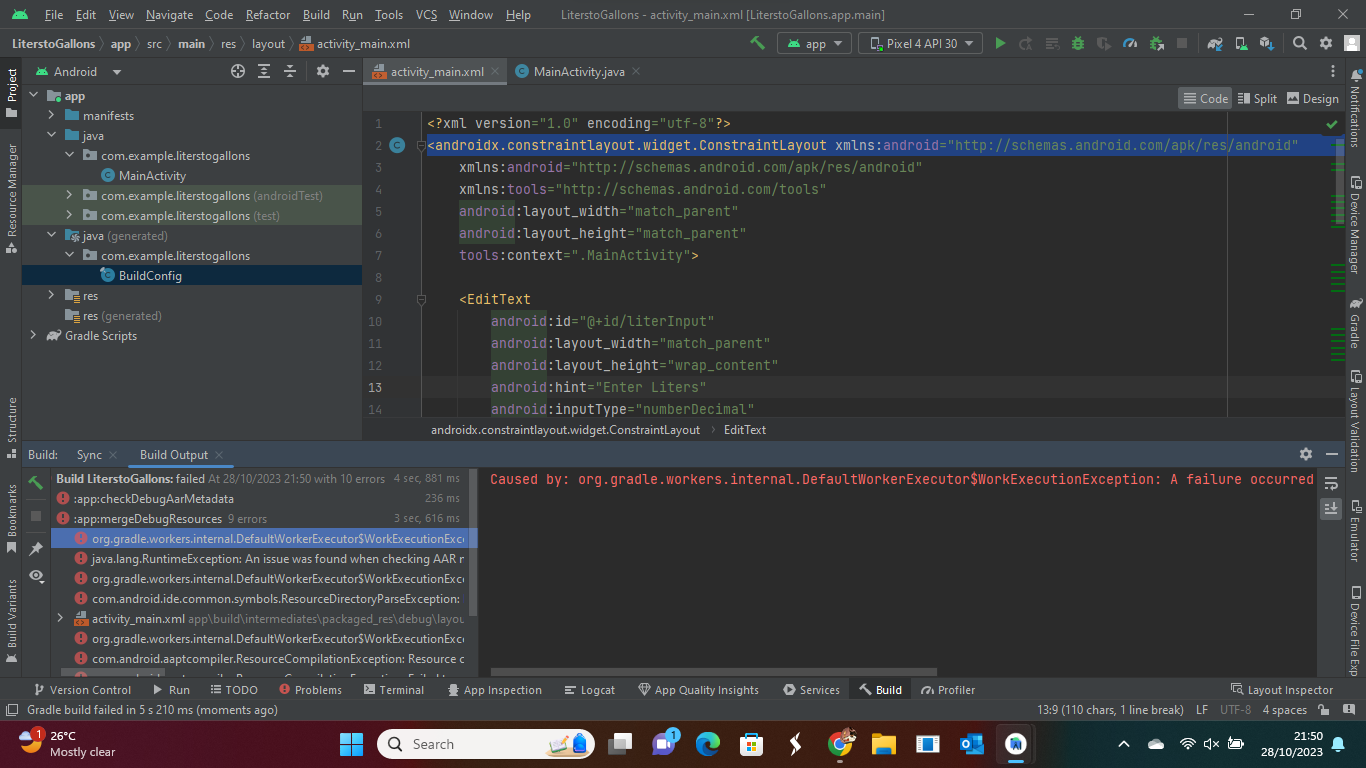 File Edit View Navigate Code Refactor Build Run Tools VCS Window Help LiterstoGallons - activity_main.xml [LiterstoGallons.app.main]
LiterstoGallons app src main res layout activity_main.xml app Pixel 4 API 30
Android activity_main.xml MainActivity.java
Code Split Design
app
manifests
java
com.example.literstogallons
MainActivity
com.example.literstogallons (androidTest)
com.example.literstogallons (test)
java (generated)
com.example.literstogallons
BuildConfig
res
res (generated)
Gradle Scripts
1 <?xml version="1.0" encoding="utf-8"?>
2 <androidx.constraintlayout.widget.ConstraintLayout xmlns:android="http://schemas.android.com/apk/res/android"
3 xmlns:android="http://schemas.android.com/apk/res/android"
4 xmlns:tools="http://schemas.android.com/tools"
5 android:layout_width="match_parent"
6 android:layout_height="match_parent"
7 tools:context=".MainActivity">
8
9 <EditText
10 android:id="@+id/literInput"
11 android:layout_width="match_parent"
12 android:layout_height="wrap_content"
13 android:hint="Enter Liters"
14 android:inputType="numberDecimal"
androidx.constraintlayout.widget.ConstraintLayout EditText
Project
Resource Manager
Structure
Bookmarks
Build Variants
Notifications
Device Manager
Gradle
Layout Validation
Emulator
Device File Exp
Build: Sync Build Output
Build LiterstoGallons: failed At 28/10/2023 21:50 with 10 errors 4 sec, 881 ms
:app:checkDebugAarMetadata 236 ms
:app:mergeDebugResources 9 errors 3 sec, 616 ms
org.gradle.workers.internal.DefaultWorkerExecutor$WorkExecutionExce
java.lang.RuntimeException: An issue was found when checking AAR m
org.gradle.workers.internal.DefaultWorkerExecutor$WorkExecutionExce
com.android.ide.common.symbols.ResourceDirectoryParseException:
activity_main.xml app\build\intermediates\packaged_res\debug\layou
org.gradle.workers.internal.DefaultWorkerExecutor$WorkExecutionExce
com.android.aaptcompiler.ResourceCompilationException: Resource c
Caused by: org.gradle.workers.internal.DefaultWorkerExecutor$WorkExecutionException: A failure occurred
Version Control Run TODO Problems Terminal App Inspection Logcat App Quality Insights Services Build Profiler Layout Inspector
Gradle build failed in 5 s 210 ms (moments ago) 13:9 (110 chars, 1 line break) LF UTF-8 4 spaces
1 26°C
Mostly clear
Search
1
21:50
28/10/2023